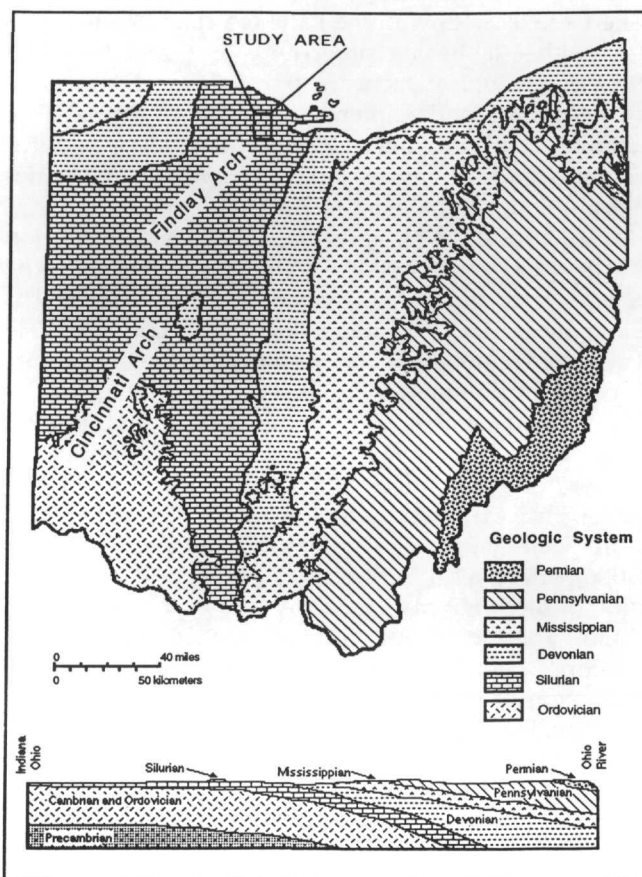 STUDY AREA
Findlay Arch
Cincinnati Arch
Geologic System
Permian
Pennsylvanian
Mississippian
Devonian
Silurian
Ordovician
0 40 miles
0 50 kilometers
Indiana
Ohio
Silurian
Mississippian
Permian
Ohio
River
Pennsylvanian
Cambrian and Ordovician
Devonian
Precambrian